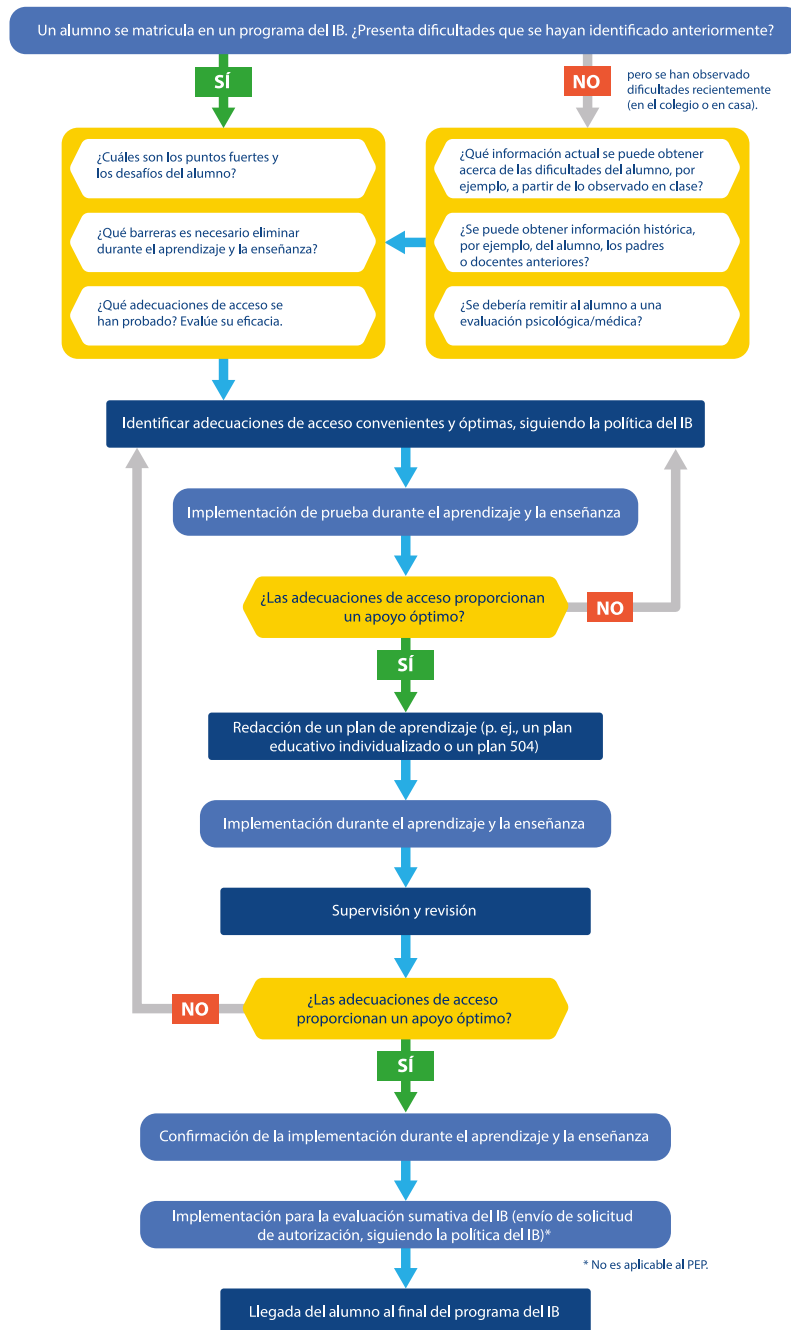 Un alumno se matricula en un programa del IB. ¿Presenta dificultades que se hayan identificado anteriormente?
SÍ
NO
pero se han observado
dificultades recientemente
(en el colegio o en casa).
¿Cuáles son los puntos fuertes y
los desafíos del alumno?
¿Qué barreras es necesario eliminar
durante el aprendizaje y la enseñanza?
¿Qué adecuaciones de acceso se
han probado? Evalúe su eficacia.
¿Qué información actual se puede obtener
acerca de las dificultades del alumno, por
ejemplo, a partir de lo observado en clase?
¿Se puede obtener información histórica,
por ejemplo, del alumno, los padres
o docentes anteriores?
¿Se debería remitir al alumno a una
evaluación psicológica/médica?
Identificar adecuaciones de acceso convenientes y óptimas, siguiendo la política del IB
Implementación de prueba durante el aprendizaje y la enseñanza
¿Las adecuaciones de acceso proporcionan
un apoyo óptimo?
NO
SÍ
Redacción de un plan de aprendizaje (p. ej., un plan
educativo individualizado o un plan 504)
Implementación durante el aprendizaje y la enseñanza
Supervisión y revisión
¿Las adecuaciones de acceso
proporcionan un apoyo óptimo?
NO
SÍ
Confirmación de la implementación durante el aprendizaje y la enseñanza
Implementación para la evaluación sumativa del IB (envío de solicitud
de autorización, siguiendo la política del IB)*
* No es aplicable al PEP.
Llegada del alumno al final del programa del IB